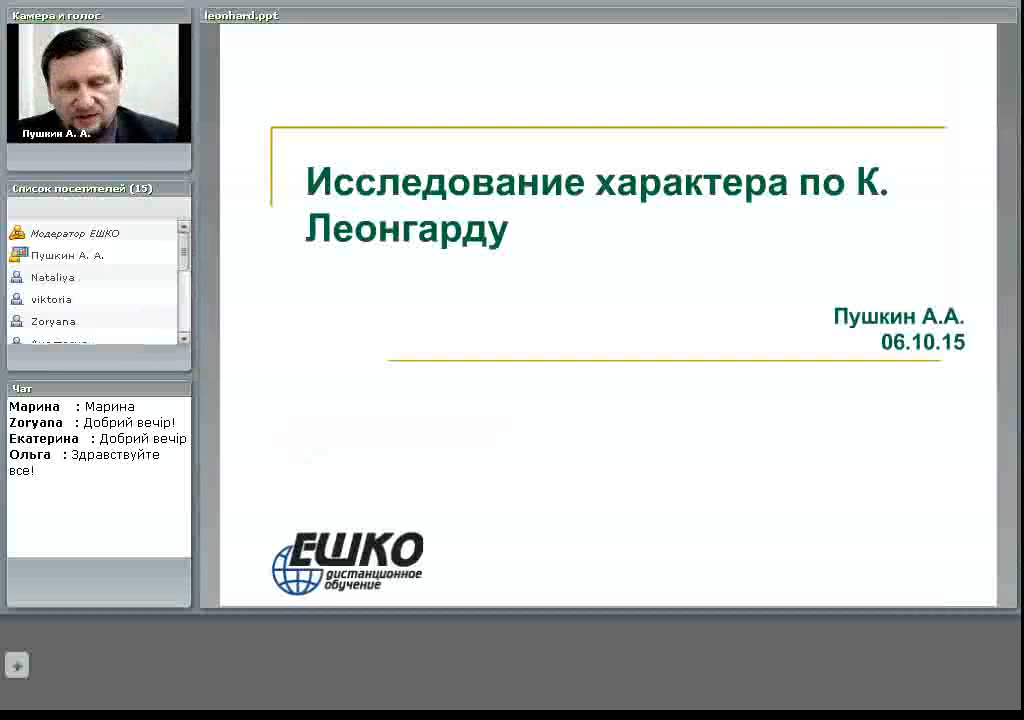 Камера и голос
leonhard.ppt
Пушкин А. А.
Список посетителей (15)
Модератор ЕШКО
Пушкин А. А.
Nataliya
viktoria
Zoryana
Чат
Марина : Марина
Zoryana : Добрий вечір!
Екатерина : Добрий вечір
Ольга : Здравствуйте
все!
Исследование характера по К.
Леонгарду
Пушкин А.А.
06.10.15
ЕШКО
дистанционное
обучение